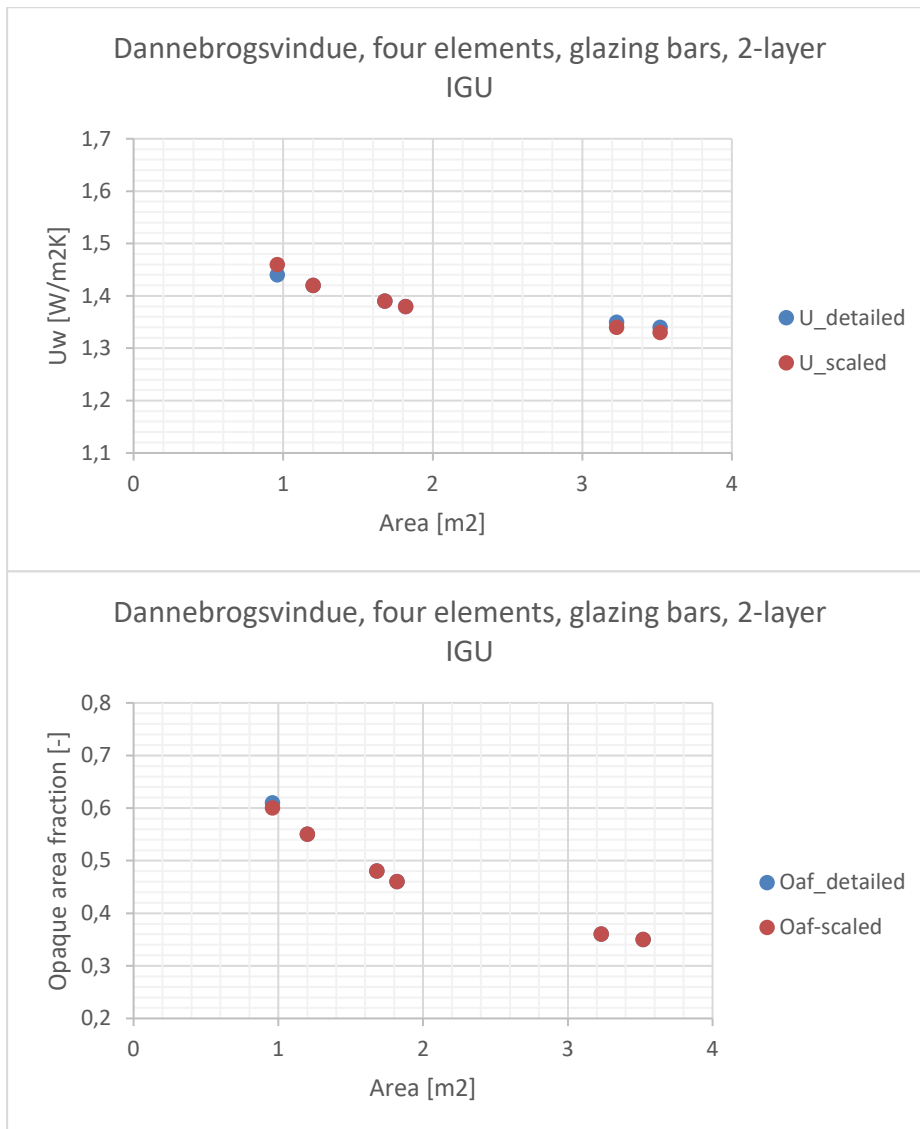 Dannebrogsvindue, four elements, glazing bars, 2-layer
IGU
1,7
1,6
1,5
1,4
1,3
1,2
1,1
Uw [W/m2K]
0 1 2 3 4
Area [m2]
U_detailed
U_scaled
Dannebrogsvindue, four elements, glazing bars, 2-layer
IGU
0,8
0,7
0,6
0,5
0,4
0,3
0,2
Opaque area fraction [-]
0 1 2 3 4
Area [m2]
Oaf_detailed
Oaf-scaled